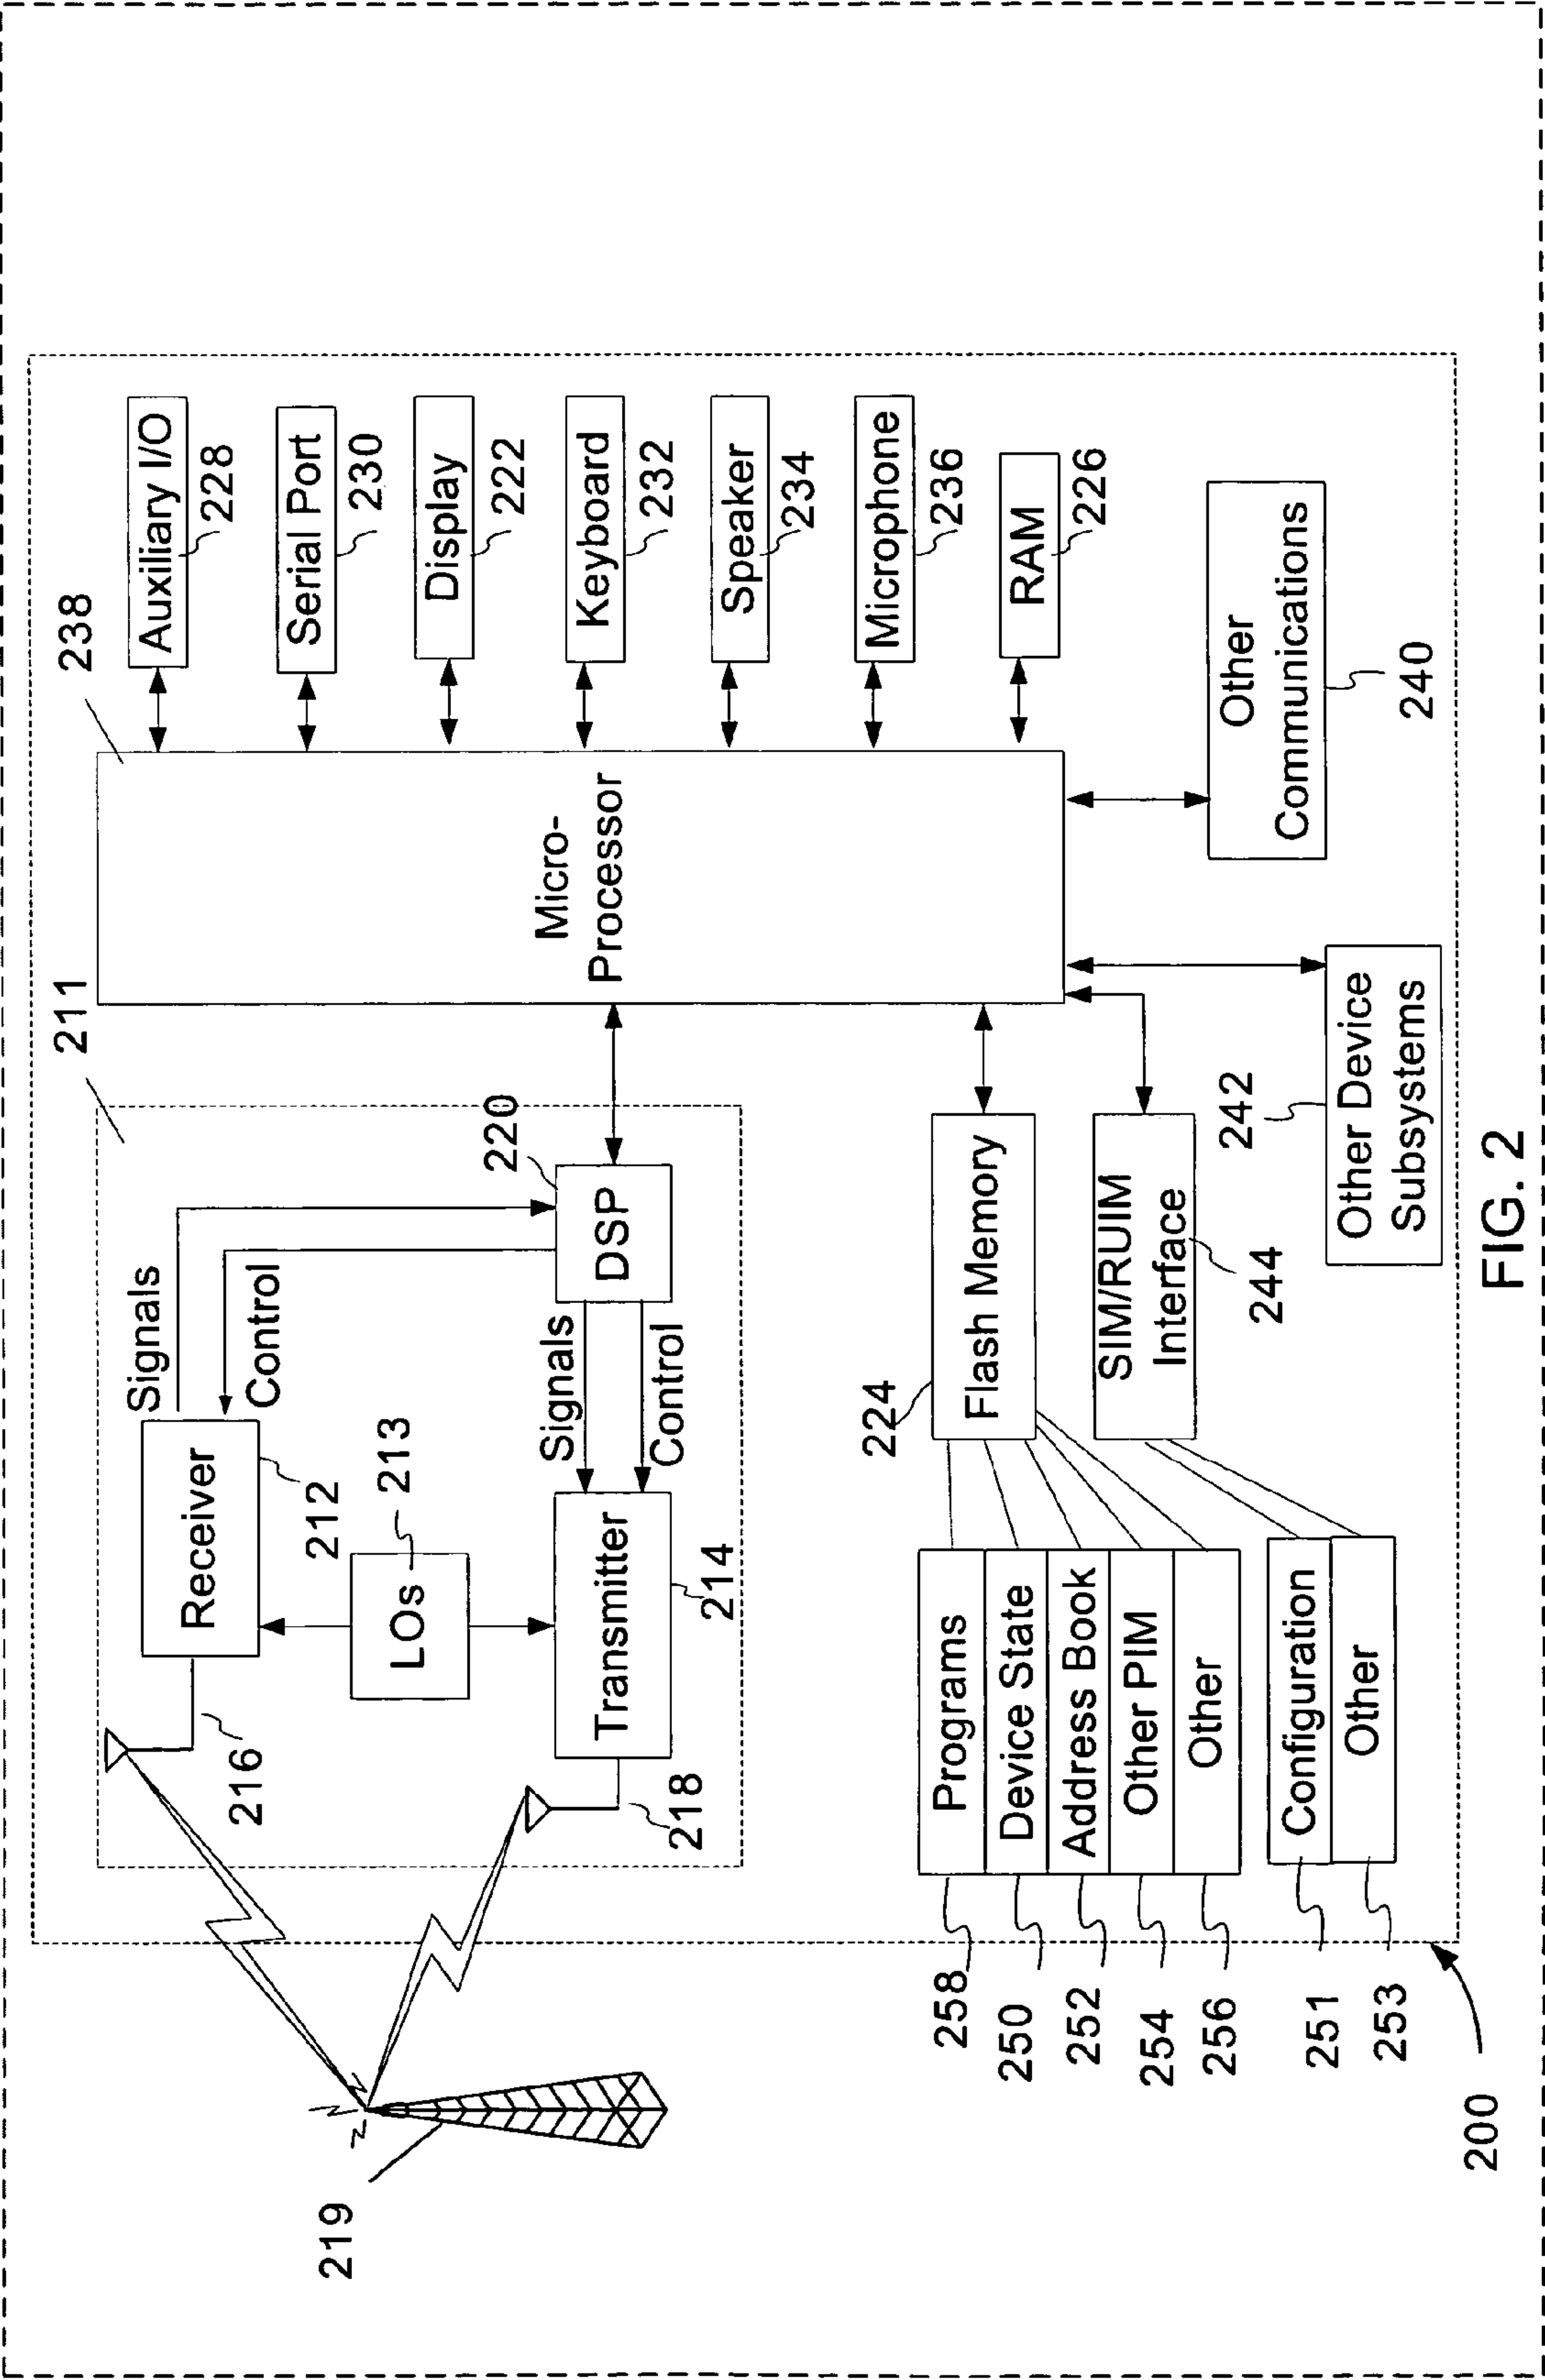 211
238
Signals
Control
Receiver
212
216
LOs
213
Signals
Control
Transmitter
214
218
DSP
220
219
Micro-
Processor
Auxiliary I/O
228
Serial Port
230
Display
222
Keyboard
232
Speaker
234
Microphone
236
RAM
226
Other
Communications
240
224
Flash Memory
SIM/RUIM
Interface
244
242
Other Device
Subsystems
258
Programs
250
Device State
252
Address Book
254
Other PIM
256
Other
251
Configuration
253
Other
200
FIG. 2